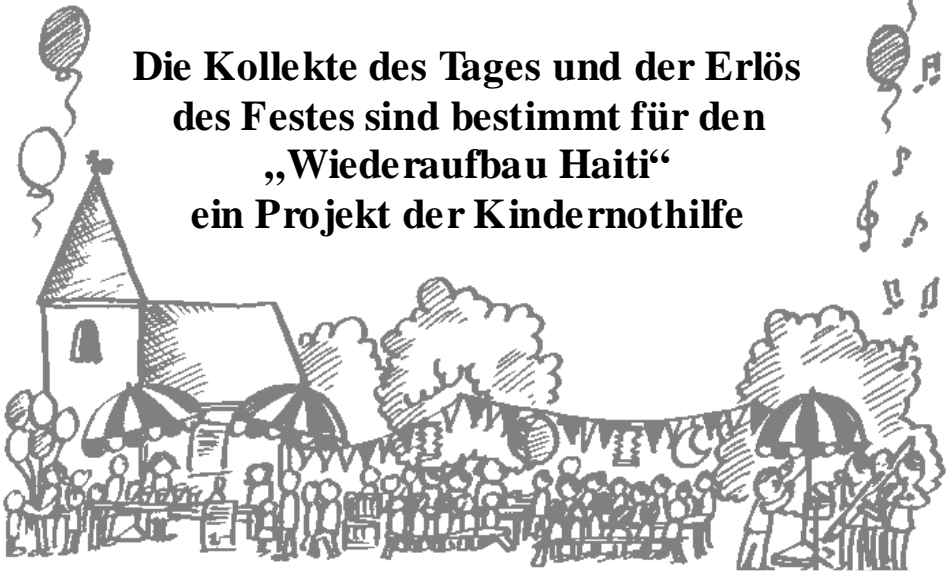 Die Kollekte des Tages und der Erlös
des Festes sind bestimmt für den
„Wiederaufbau Haiti“
ein Projekt der Kindernothilfe